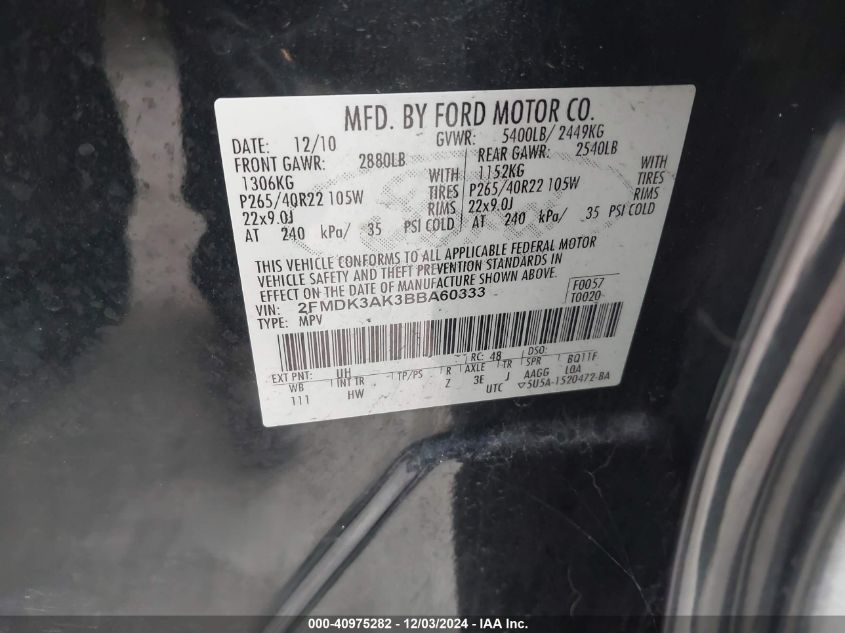 MFD. BY FORD MOTOR CO.
DATE: 12/10 GVWR: 5400LB/ 2449KG
FRONT GAWR: 2880LB REAR GAWR: 2540LB
1306KG WITH 1152KG WITH
P265/40R22 105W TIRES P265/40R22 105W TIRES
22x9.0J RIMS 22x9.0J RIMS
AT 240 kPa/ 35 PSI COLD AT 240 kPa/ 35 PSI COLD
THIS VEHICLE CONFORMS TO ALL APPLICABLE FEDERAL MOTOR
VEHICLE SAFETY AND THEFT PREVENTION STANDARDS IN
EFFECT ON THE DATE OF MANUFACTURE SHOWN ABOVE.
VIN: 2FMDK3AK3BBA60333 F0057
TYPE: MPV T0020
EXT PNT: UH RC: 48 DSO:
WB INT TR TP/PS R AXLE TR SPR BQ11F
111 HW Z 3E J AAGG L0A
UTC ▽5U5A-1520472-BA
000-40975282 - 12/03/2024 - IAA Inc.